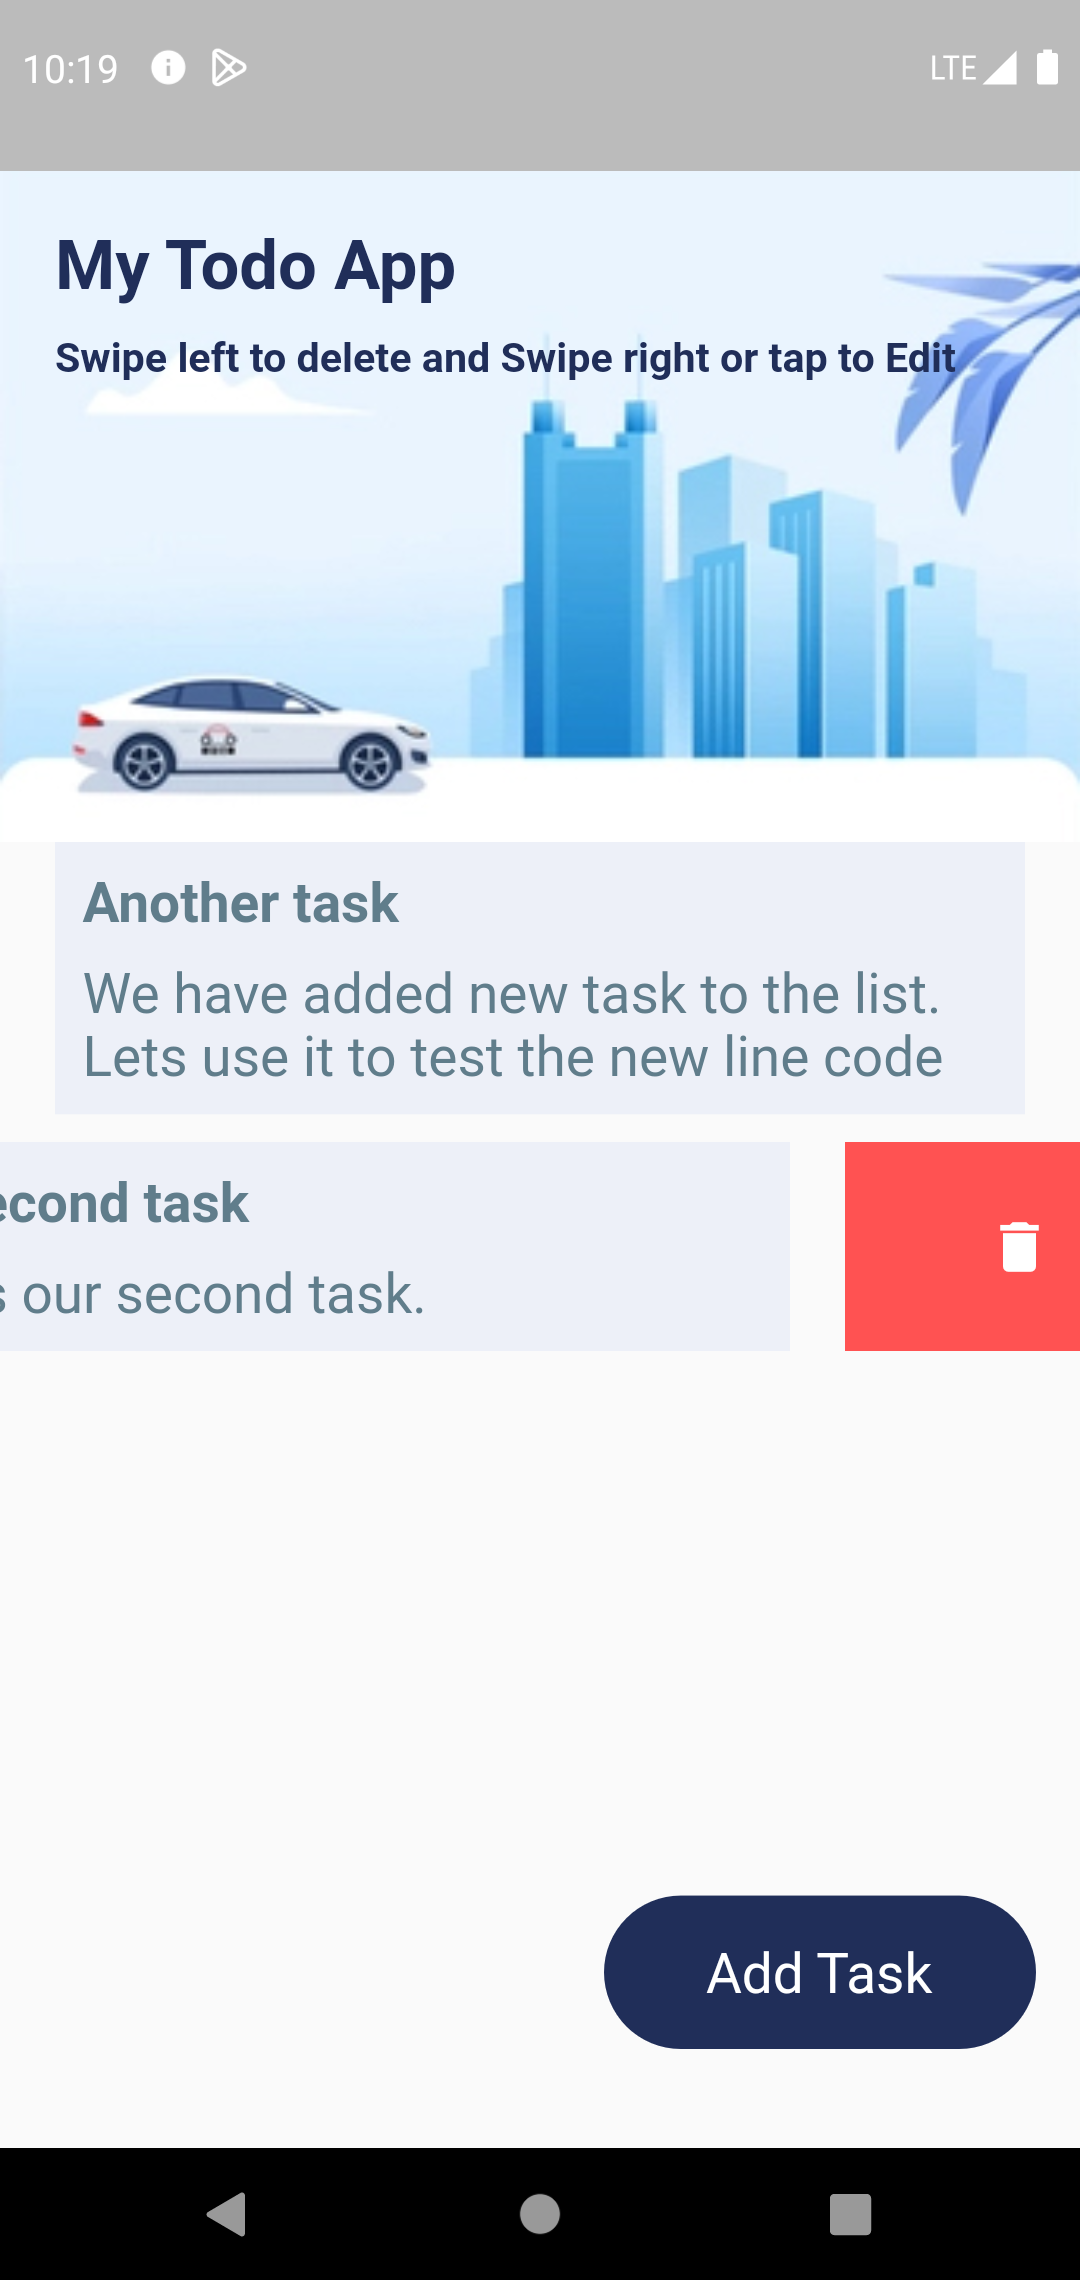 10:19
LTE
My Todo App
Swipe left to delete and Swipe right or tap to Edit
Another task
We have added new task to the list.
Lets use it to test the new line code
econd task
s our second task.
Add Task